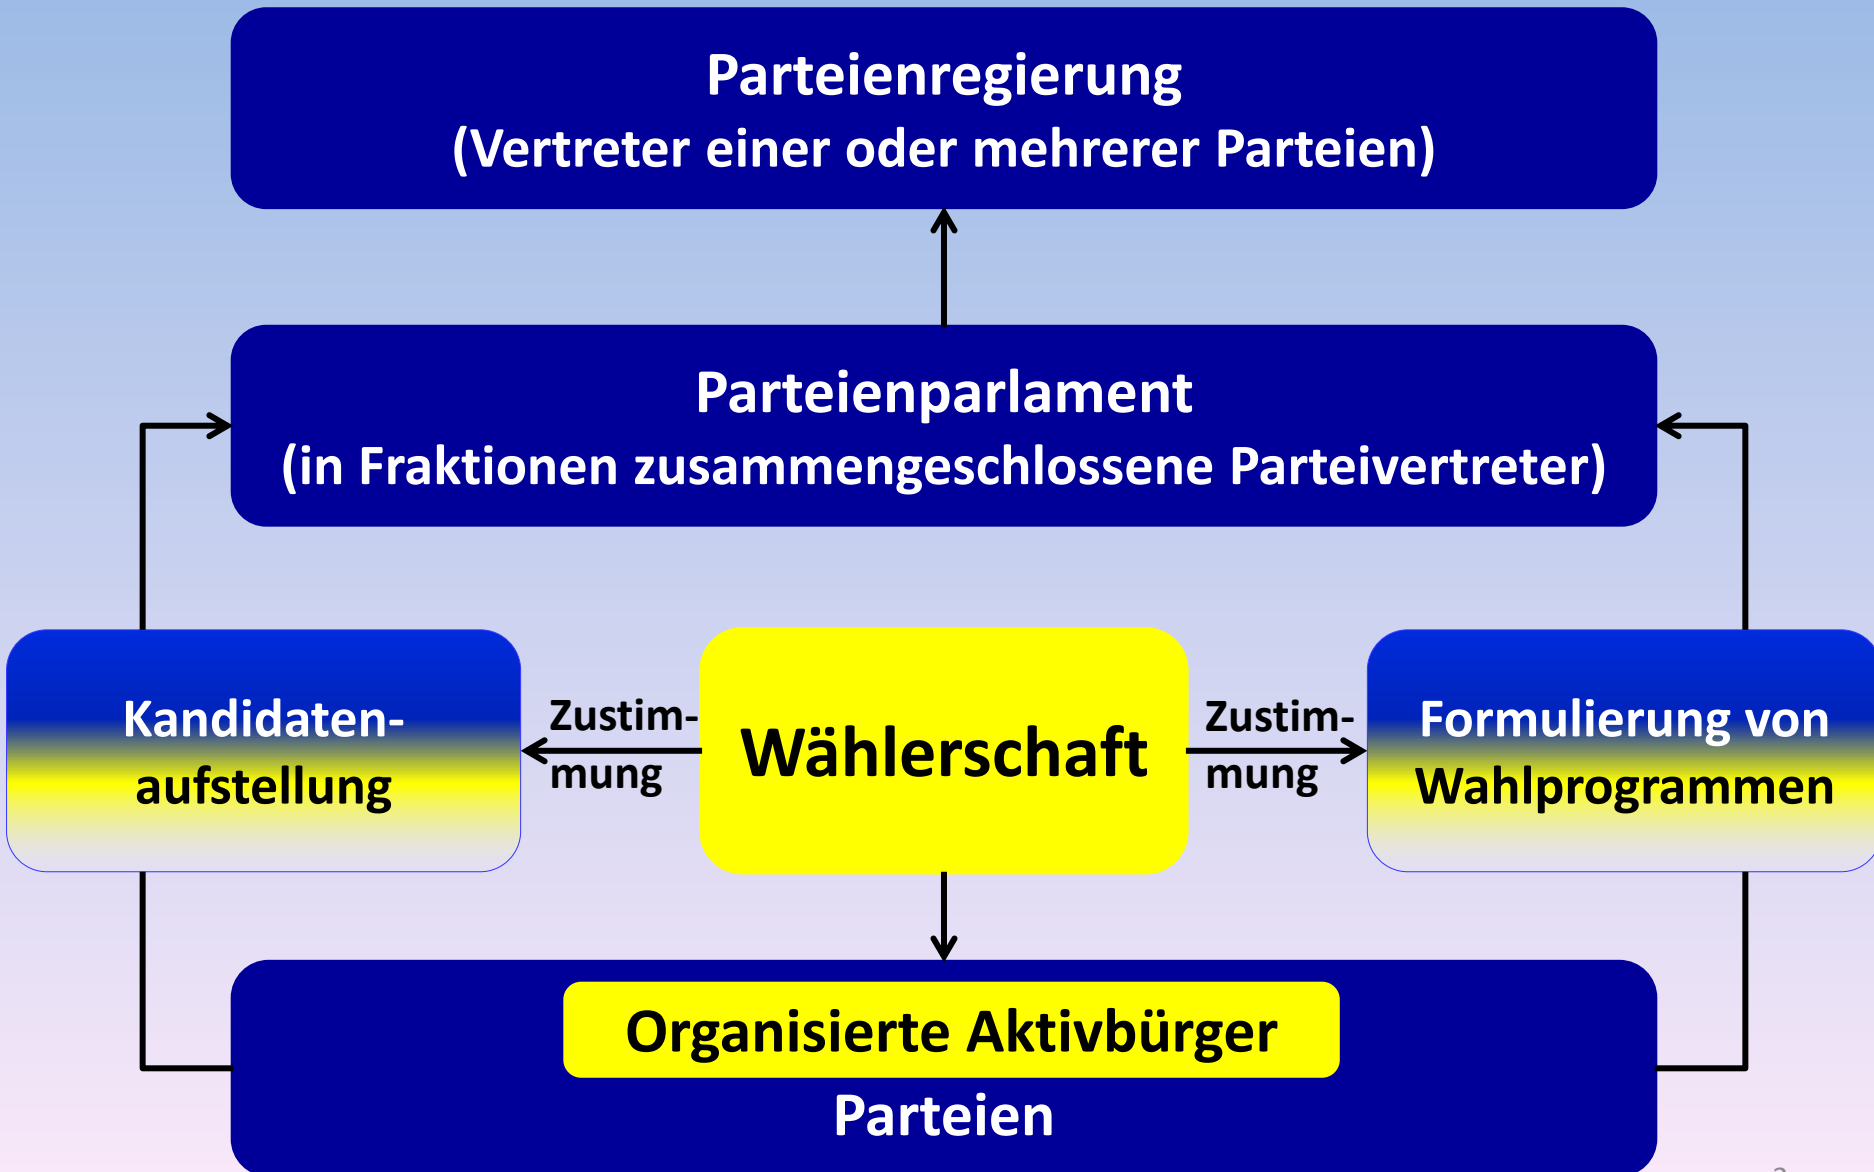 Parteienregierung
(Vertreter einer oder mehrerer Parteien)
Parteienparlament
(in Fraktionen zusammengeschlossene Parteivertreter)
Kandidaten-
aufstellung
Zustim-
mung
Wählerschaft
Zustim-
mung
Formulierung von
Wahlprogrammen
Organisierte Aktivbürger
Parteien